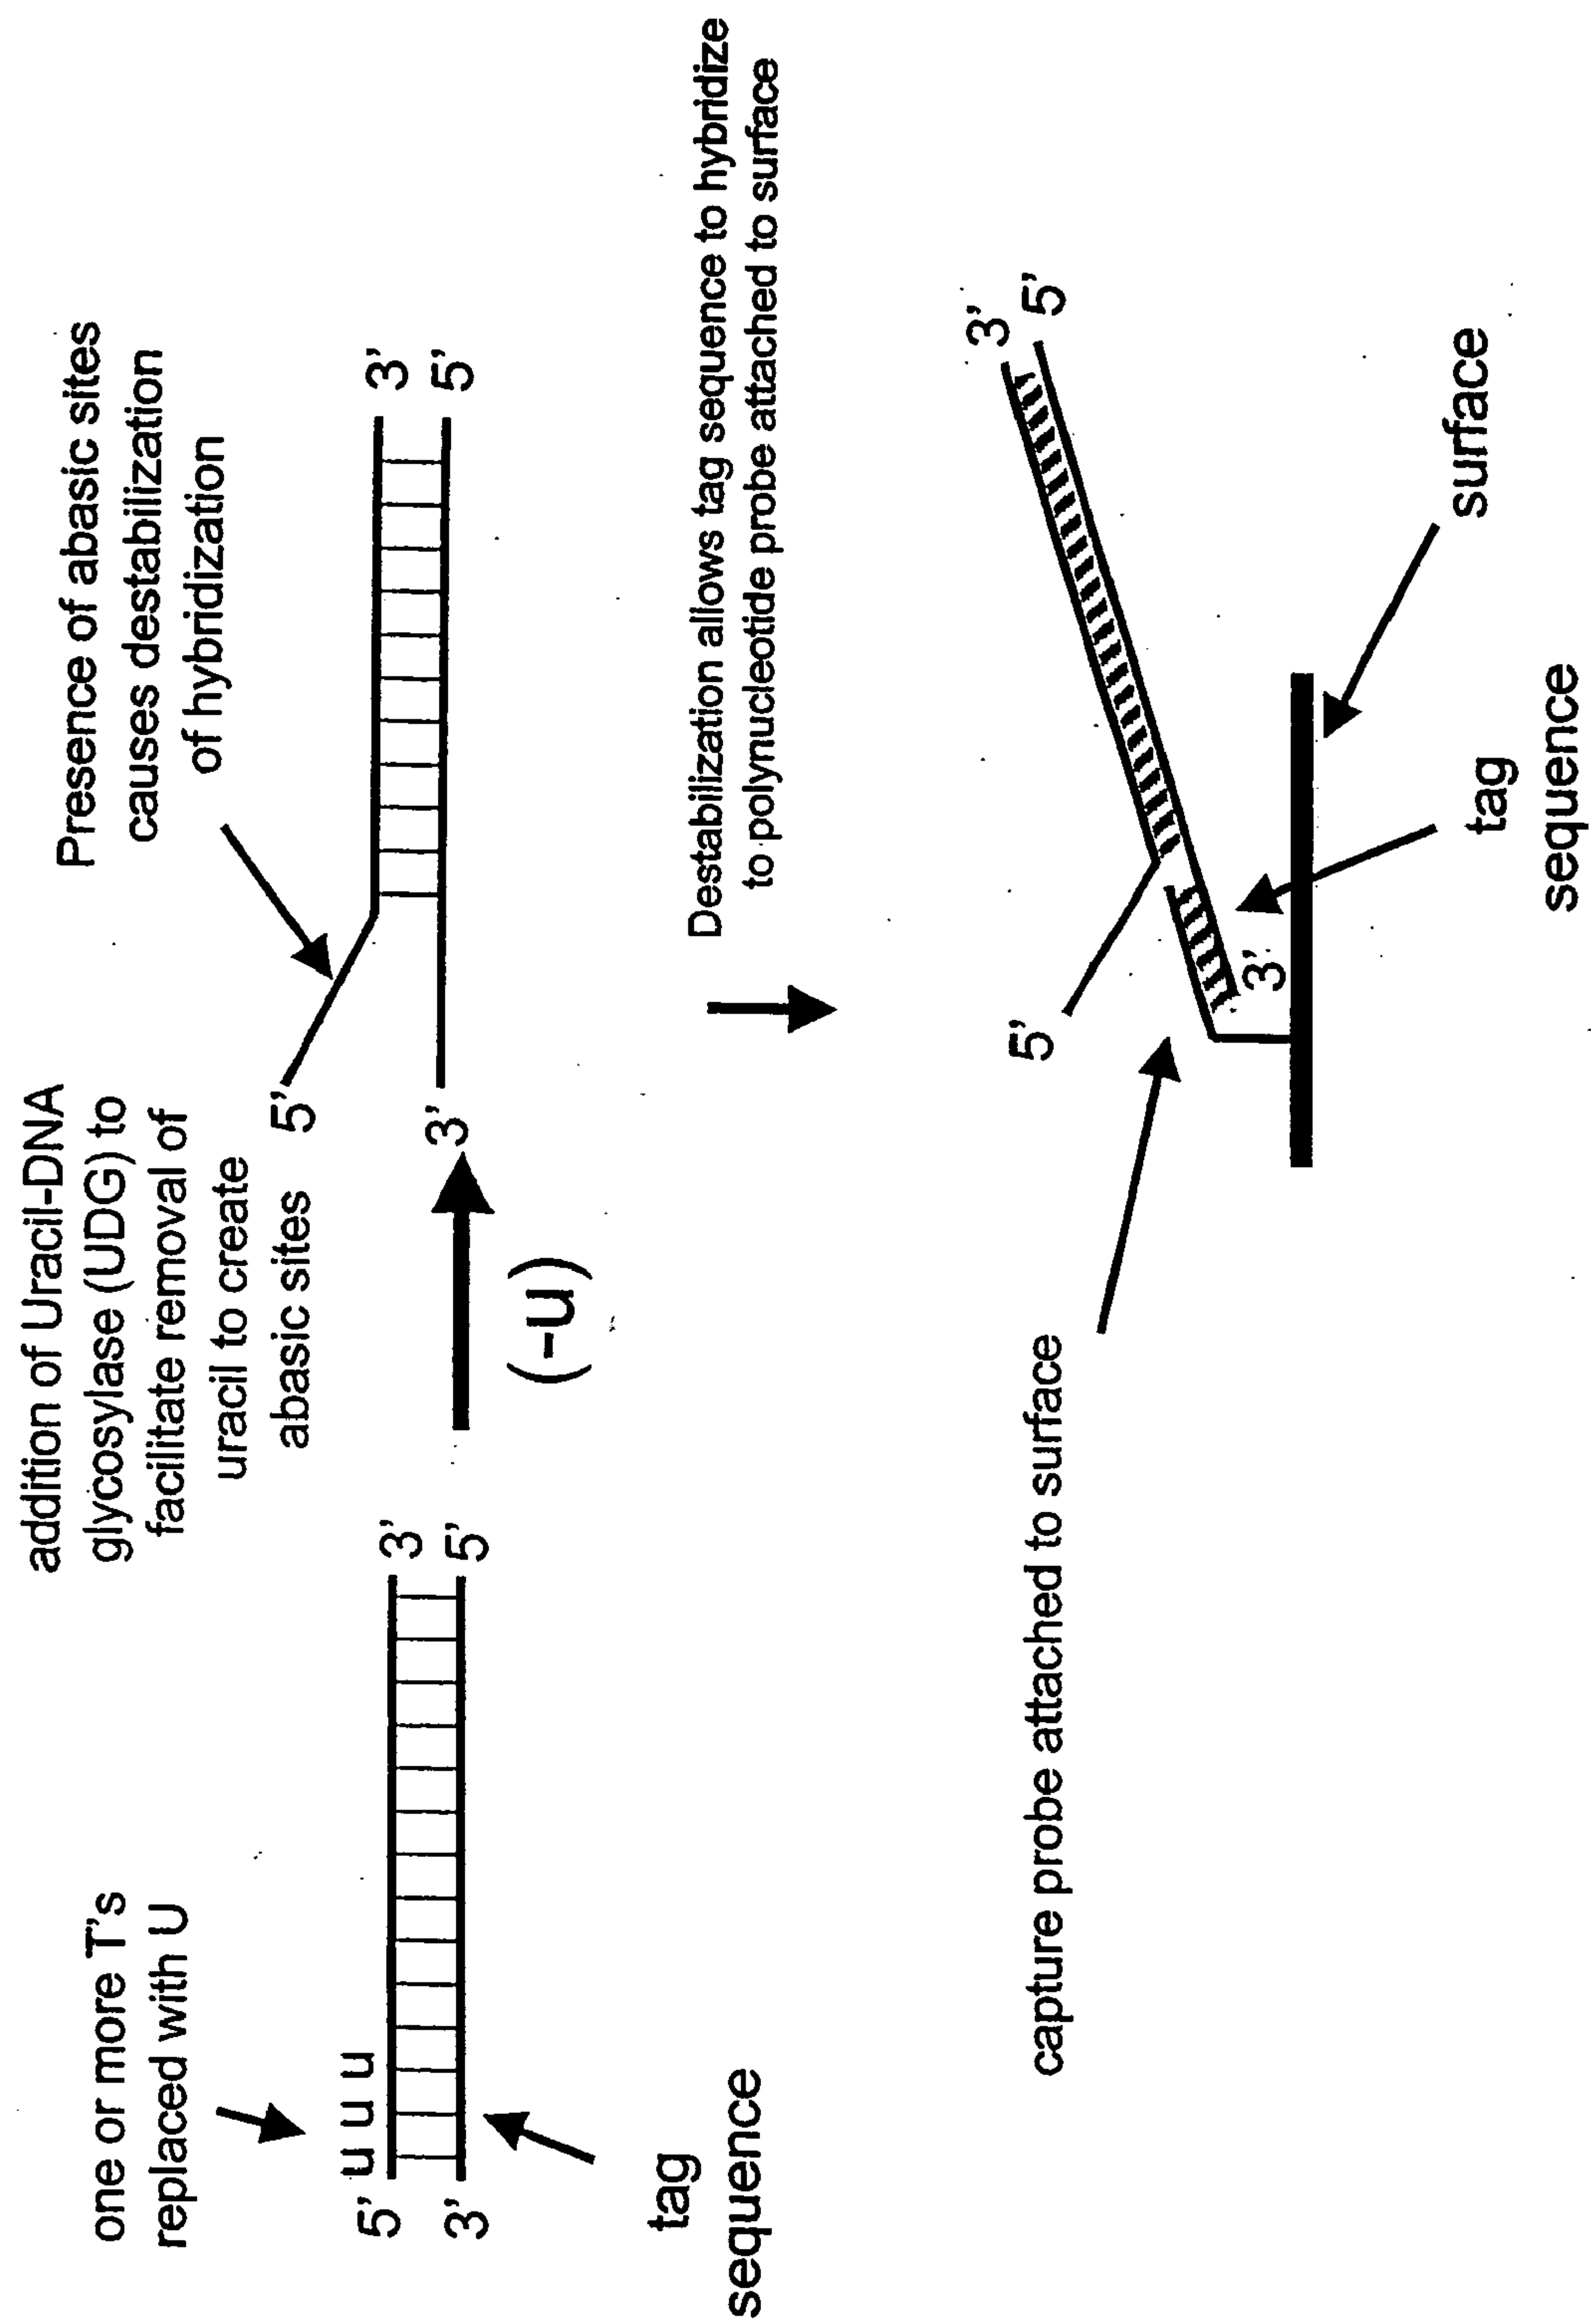 one or more T's
replaced with U
u u u
5'
3'
3'
5'
tag
sequence
addition of Uracil-DNA
glycosylase (UDG) to
facilitate removal of
uracil to create
abasic sites
(-u)
Presence of abasic sites
causes destabilization
of hybridization
5'
3'
3'
5'
Destabilization allows tag sequence to hybridize
to polynucleotide probe attached to surface
capture probe attached to surface
5'
3'
3'
5'
tag
sequence
surface